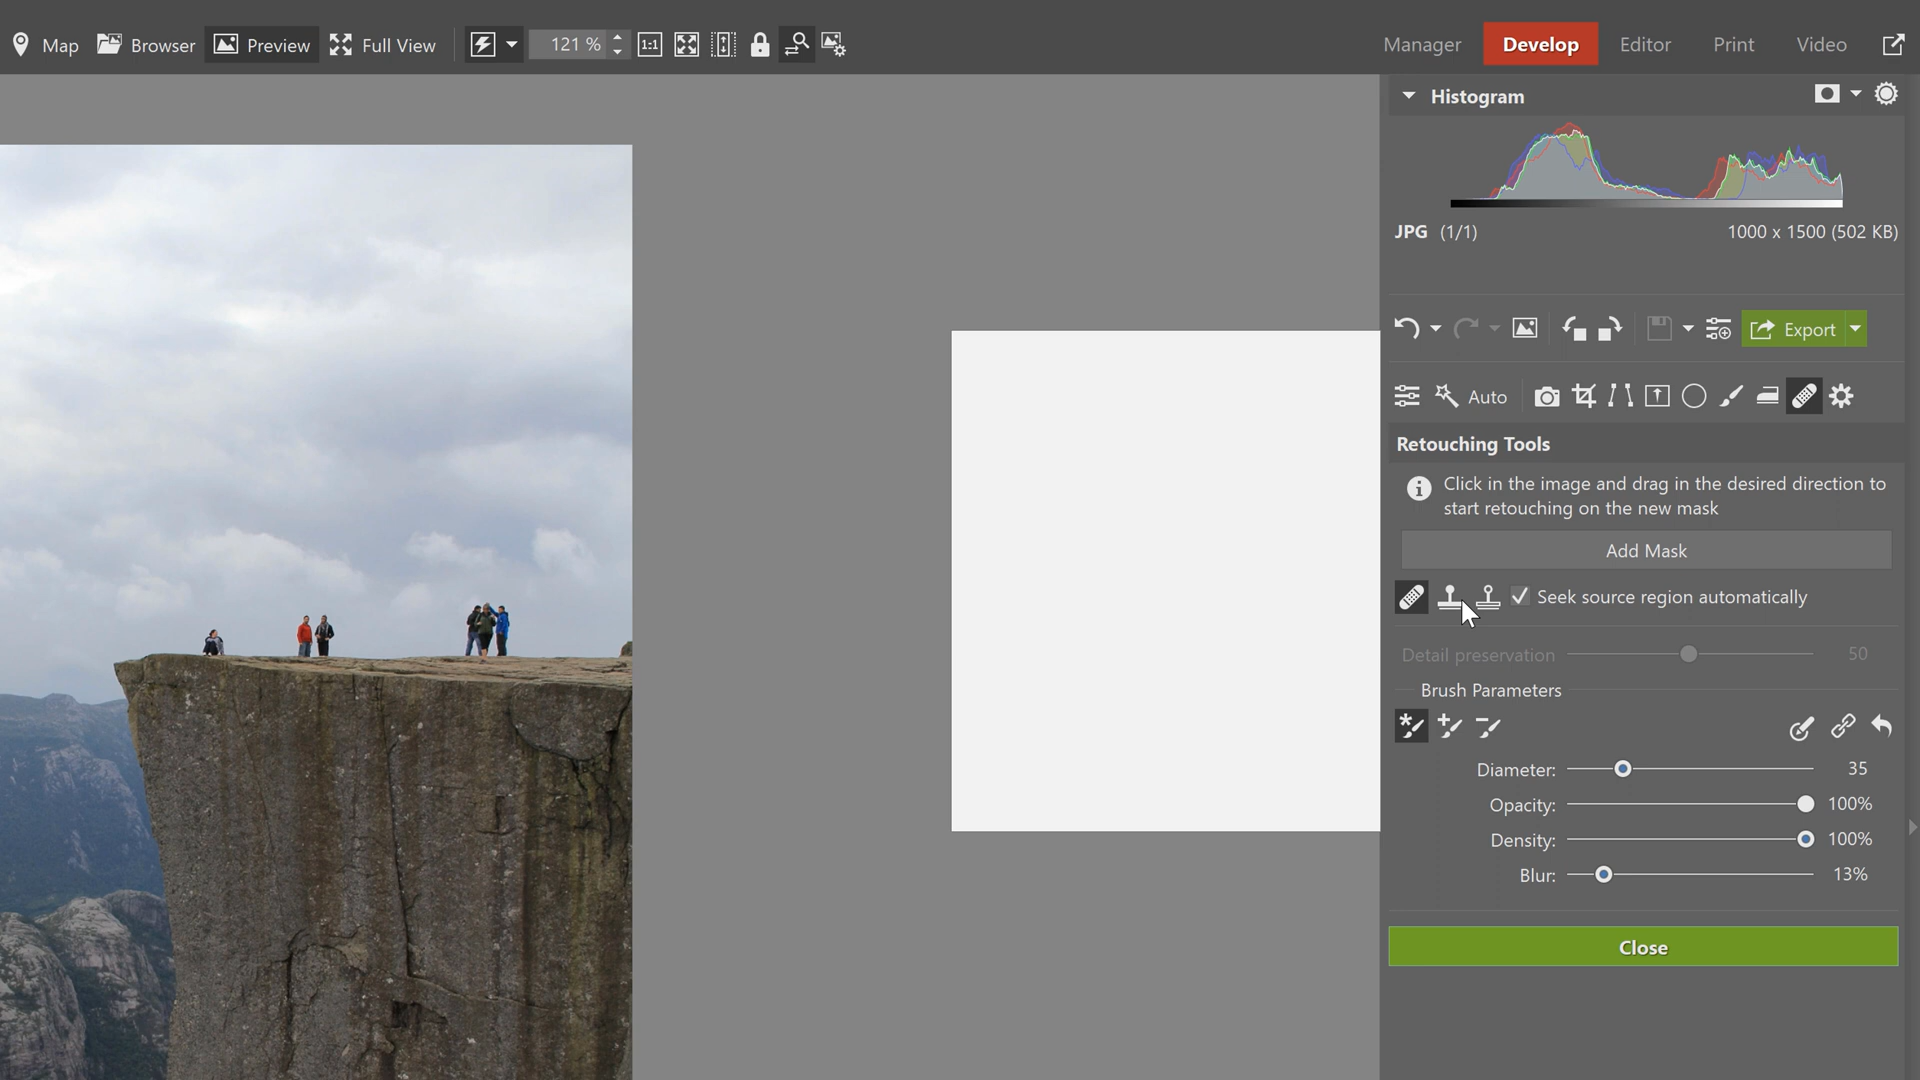 Map Browser Preview Full View 121 % 1:1 Manager Develop Editor Print Video
Histogram
JPG (1/1) 1000 x 1500 (502 KB)
Export
Auto
Retouching Tools
Click in the image and drag in the desired direction to
start retouching on the new mask
Add Mask
Seek source region automatically
Detail preservation 50
Brush Parameters
Diameter: 35
Opacity: 100%
Density: 100%
Blur: 13%
Close